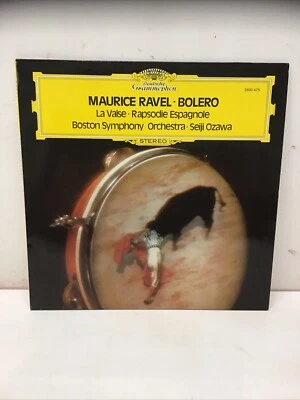 Deutsche
Grammophon
MAURICE RAVEL · BOLERO
La Valse · Rapsodie Espagnole
Boston Symphony Orchestra · Seiji Ozawa
STEREO